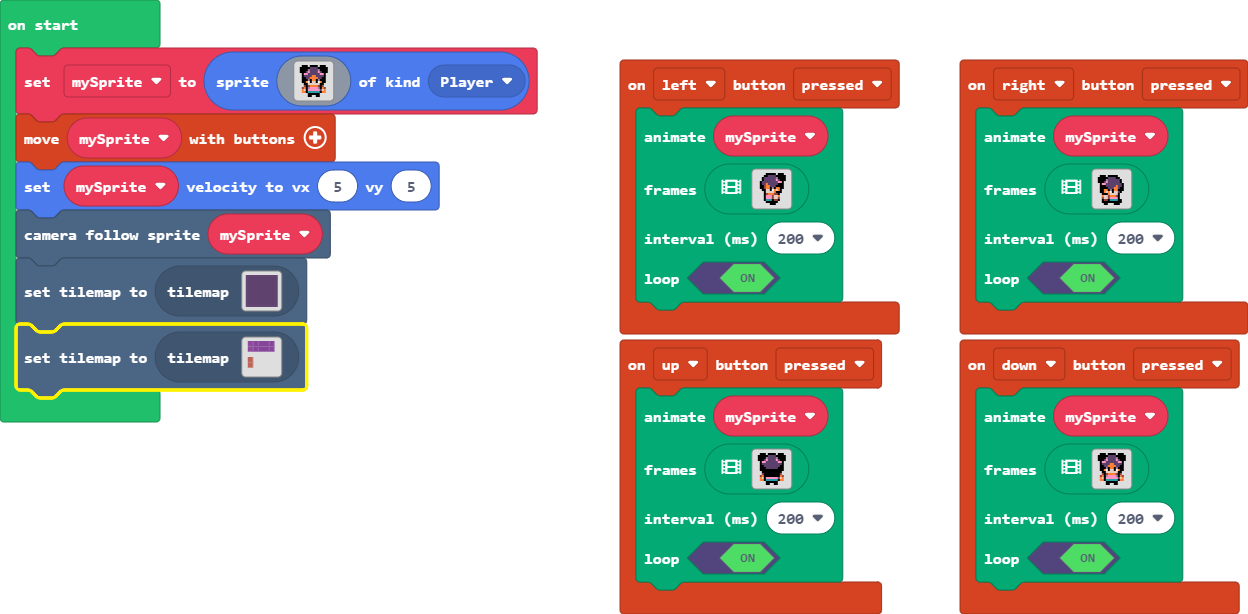 on start
set mySprite to sprite of kind Player
move mySprite with buttons
set mySprite velocity to vx 5 vy 5
camera follow sprite mySprite
set tilemap to tilemap
set tilemap to tilemap
on left button pressed
animate mySprite
frames
interval (ms) 200
loop ON
on right button pressed
animate mySprite
frames
interval (ms) 200
loop ON
on up button pressed
animate mySprite
frames
interval (ms) 200
loop ON
on down button pressed
animate mySprite
frames
interval (ms) 200
loop ON